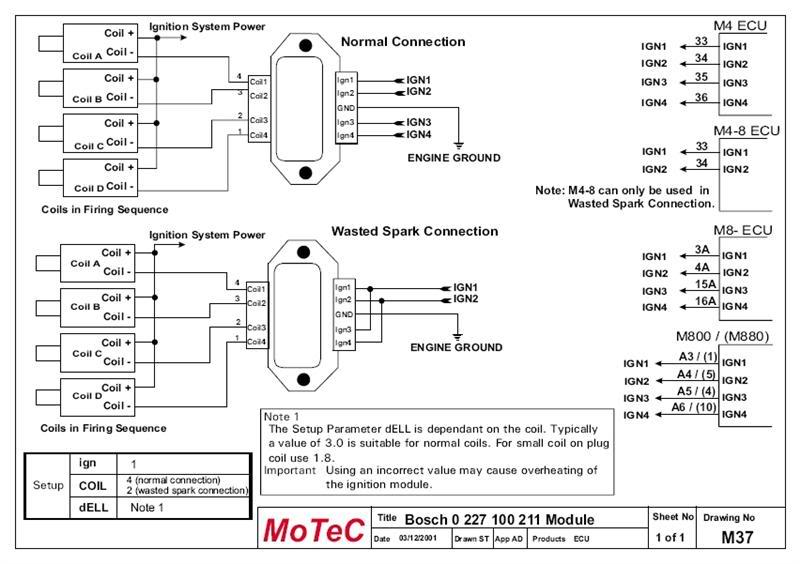 Ignition System Power
Normal Connection
Coil +
Coil A
Coil -
Coil +
Coil B
Coil -
Coil +
Coil C
Coil -
Coil +
Coil D
Coil -
4
3
2
1
Coil1
Coil2
Coil3
Coil4
Ign1
Ign2
GND
Ign3
Ign4
IGN1
IGN2
IGN3
IGN4
ENGINE GROUND
Coils in Firing Sequence
M4 ECU
IGN1 33 IGN1
IGN2 34 IGN2
IGN3 35 IGN3
IGN4 36 IGN4
M4-8 ECU
IGN1 33 IGN1
IGN2 34 IGN2
Note: M4-8 can only be used in
Wasted Spark Connection.
Ignition System Power
Wasted Spark Connection
Coil +
Coil A
Coil -
Coil +
Coil B
Coil -
Coil +
Coil C
Coil -
Coil +
Coil D
Coil -
4
3
2
1
Coil1
Coil2
Coil3
Coil4
Ign1
Ign2
GND
Ign3
Ign4
IGN1
IGN2
ENGINE GROUND
Coils in Firing Sequence
M8- ECU
IGN1 3A IGN1
IGN2 4A IGN2
IGN3 15A IGN3
IGN4 16A IGN4
M800 / (M880)
IGN1 A3 / (1) IGN1
IGN2 A4 / (5) IGN2
IGN3 A5 / (4) IGN3
IGN4 A6 / (10) IGN4
Note 1
The Setup Parameter dELL is dependant on the coil. Typically
a value of 3.0 is suitable for normal coils. For small coil on plug
coil use 1.8.
Important Using an incorrect value may cause overheating of
the ignition module.
Setup
ign 1
COIL 4 (normal connection)
2 (wasted spark connection)
dELL Note 1
MoTeC
Title Bosch 0 227 100 211 Module
Date 03/12/2001 Drawn ST App AD Products ECU
Sheet No
1 of 1
Drawing No
M37